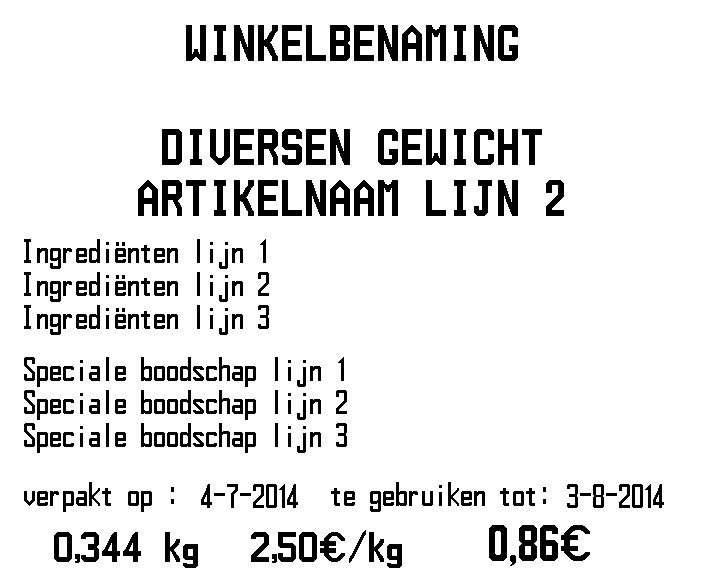 WINKELBENAMING
DIVERSEN GEWICHT
ARTIKELNAAM LIJN 2
Ingrediënten lijn 1
Ingrediënten lijn 2
Ingrediënten lijn 3
Speciale boodschap lijn 1
Speciale boodschap lijn 2
Speciale boodschap lijn 3
verpakt op : 4-7-2014 te gebruiken tot: 3-8-2014
0,344 kg 2,50€/kg 0,86€